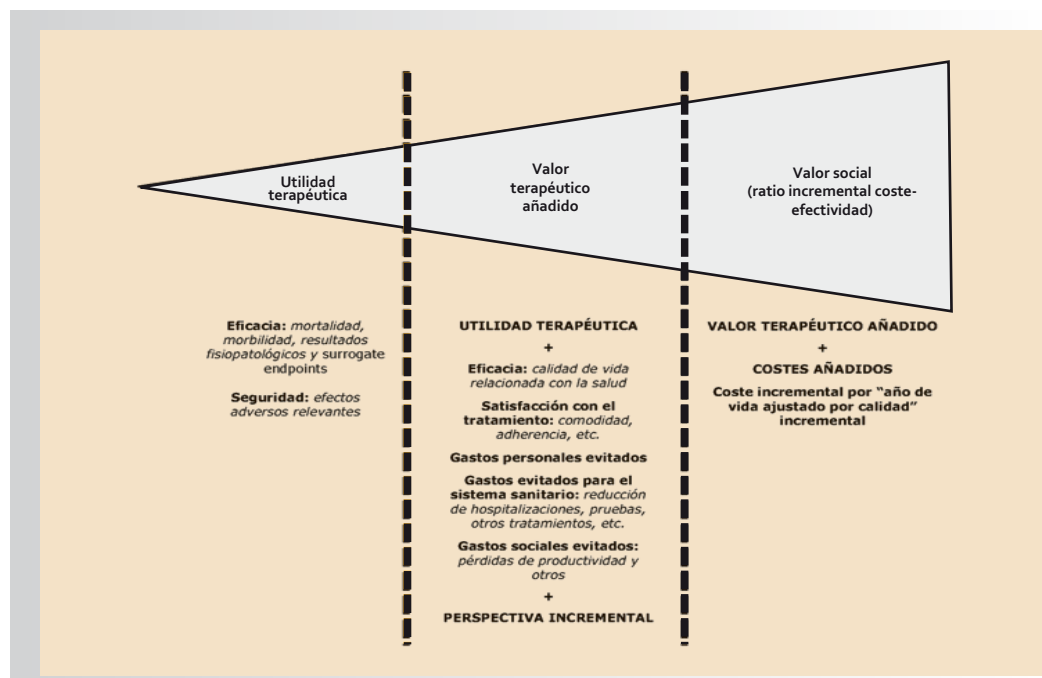 Utilidad
terapéutica
Valor
terapéutico
añadido
Valor social
(ratio incremental coste-
efectividad)
Eficacia: mortalidad,
morbilidad, resultados
fisiopatológicos y surrogate
endpoints
Seguridad: efectos
adversos relevantes
UTILIDAD TERAPÉUTICA
+
Eficacia: calidad de vida
relacionada con la salud
Satisfacción con el
tratamiento: comodidad,
adherencia, etc.
Gastos personales evitados
Gastos evitados para el
sistema sanitario: reducción
de hospitalizaciones, pruebas,
otros tratamientos, etc.
Gastos sociales evitados:
pérdidas de productividad y
otros
+
PERSPECTIVA INCREMENTAL
VALOR TERAPÉUTICO AÑADIDO
+
COSTES AÑADIDOS
Coste incremental por “año de
vida ajustado por calidad”
incremental